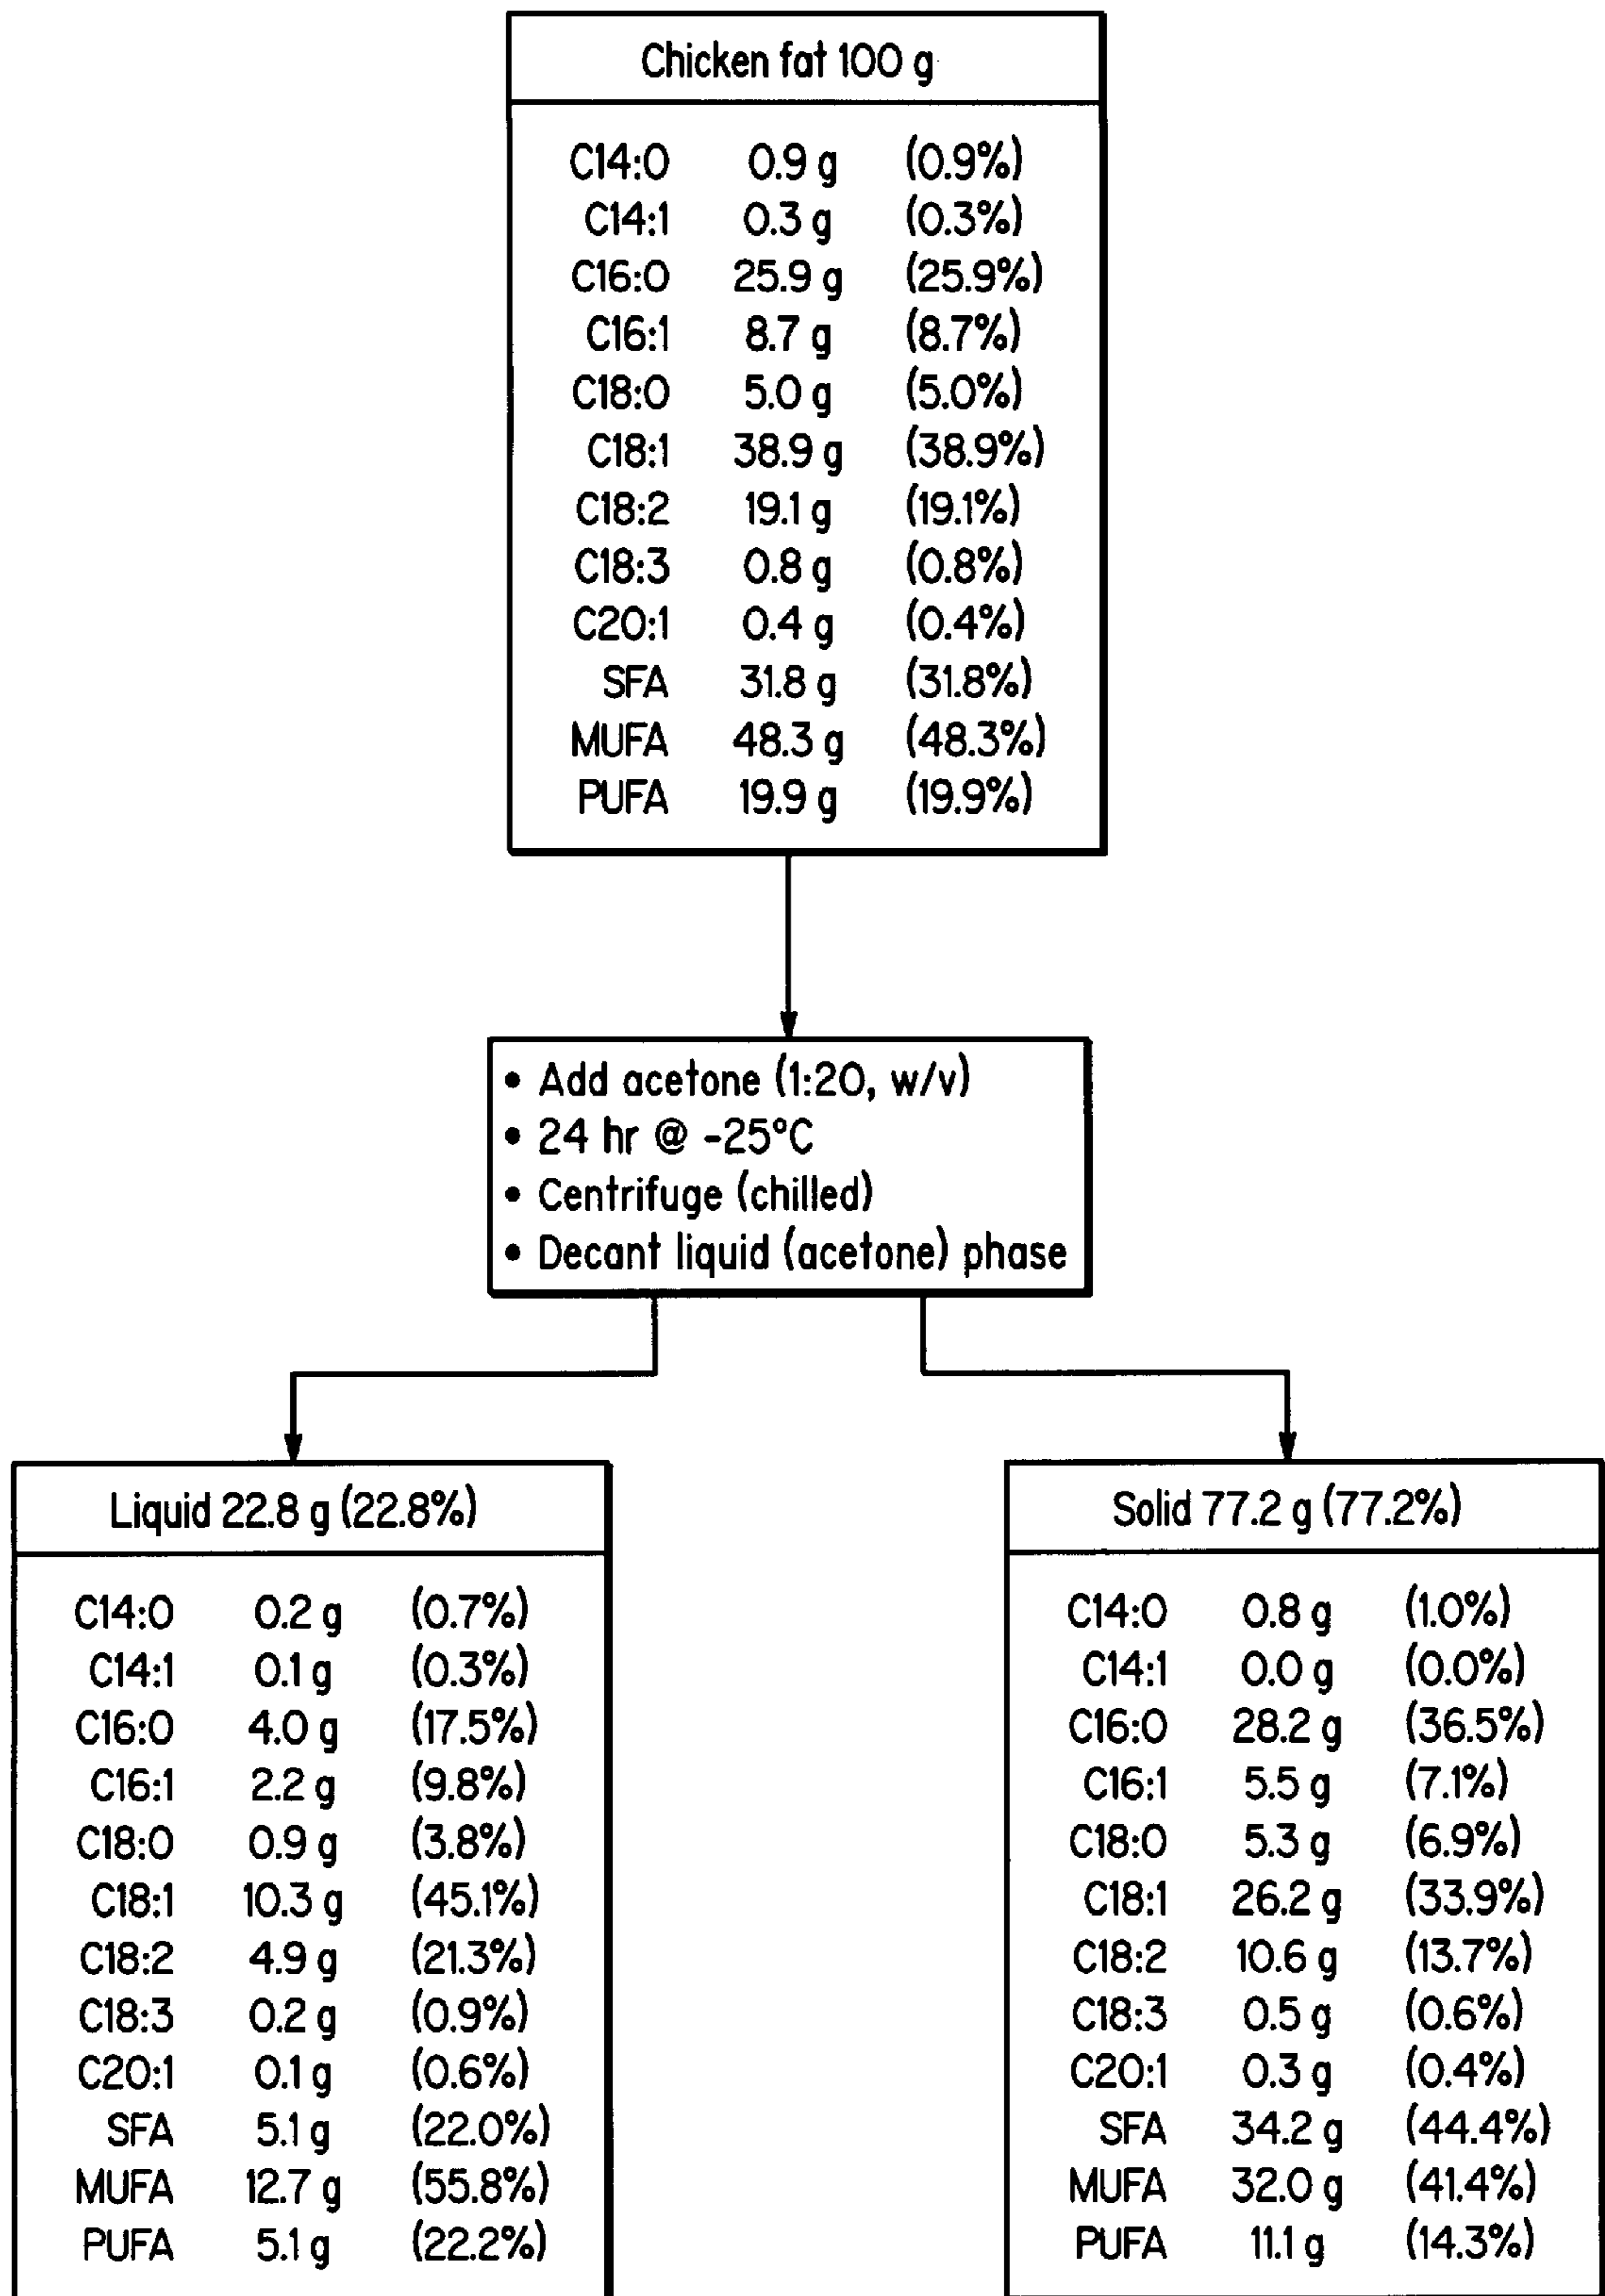 Chicken fat 100 g
C14:0 0.9 g (0.9%)
C14:1 0.3 g (0.3%)
C16:0 25.9 g (25.9%)
C16:1 8.7 g (8.7%)
C18:0 5.0 g (5.0%)
C18:1 38.9 g (38.9%)
C18:2 19.1 g (19.1%)
C18:3 0.8 g (0.8%)
C20:1 0.4 g (0.4%)
SFA 31.8 g (31.8%)
MUFA 48.3 g (48.3%)
PUFA 19.9 g (19.9%)
• Add acetone (1:20, w/v)
• 24 hr @ -25°C
• Centrifuge (chilled)
• Decant liquid (acetone) phase
Liquid 22.8 g (22.8%)
C14:0 0.2 g (0.7%)
C14:1 0.1 g (0.3%)
C16:0 4.0 g (17.5%)
C16:1 2.2 g (9.8%)
C18:0 0.9 g (3.8%)
C18:1 10.3 g (45.1%)
C18:2 4.9 g (21.3%)
C18:3 0.2 g (0.9%)
C20:1 0.1 g (0.6%)
SFA 5.1 g (22.0%)
MUFA 12.7 g (55.8%)
PUFA 5.1 g (22.2%)
Solid 77.2 g (77.2%)
C14:0 0.8 g (1.0%)
C14:1 0.0 g (0.0%)
C16:0 28.2 g (36.5%)
C16:1 5.5 g (7.1%)
C18:0 5.3 g (6.9%)
C18:1 26.2 g (33.9%)
C18:2 10.6 g (13.7%)
C18:3 0.5 g (0.6%)
C20:1 0.3 g (0.4%)
SFA 34.2 g (44.4%)
MUFA 32.0 g (41.4%)
PUFA 11.1 g (14.3%)